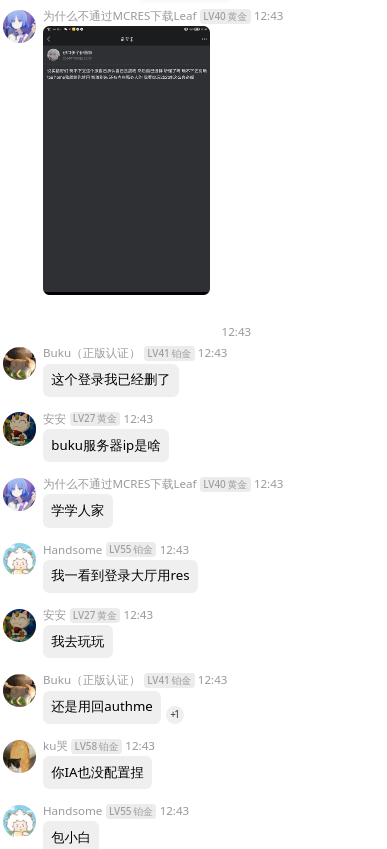 为什么不通过MCRES下载Leaf LV40 黄金 12:43
12:43
Buku（正版认证） LV41 铂金 12:43
这个登录我已经删了
安安 LV27 黄金 12:43
buku服务器ip是啥
为什么不通过MCRES下载Leaf LV40 黄金 12:43
学学人家
Handsome LV55 铂金 12:43
我一看到登录大厅用res
安安 LV27 黄金 12:43
我去玩玩
Buku（正版认证） LV41 铂金 12:43
还是用回authme
+1
ku哭 LV58 铂金 12:43
你IA也没配置捏
Handsome LV55 铂金 12:43
包小白